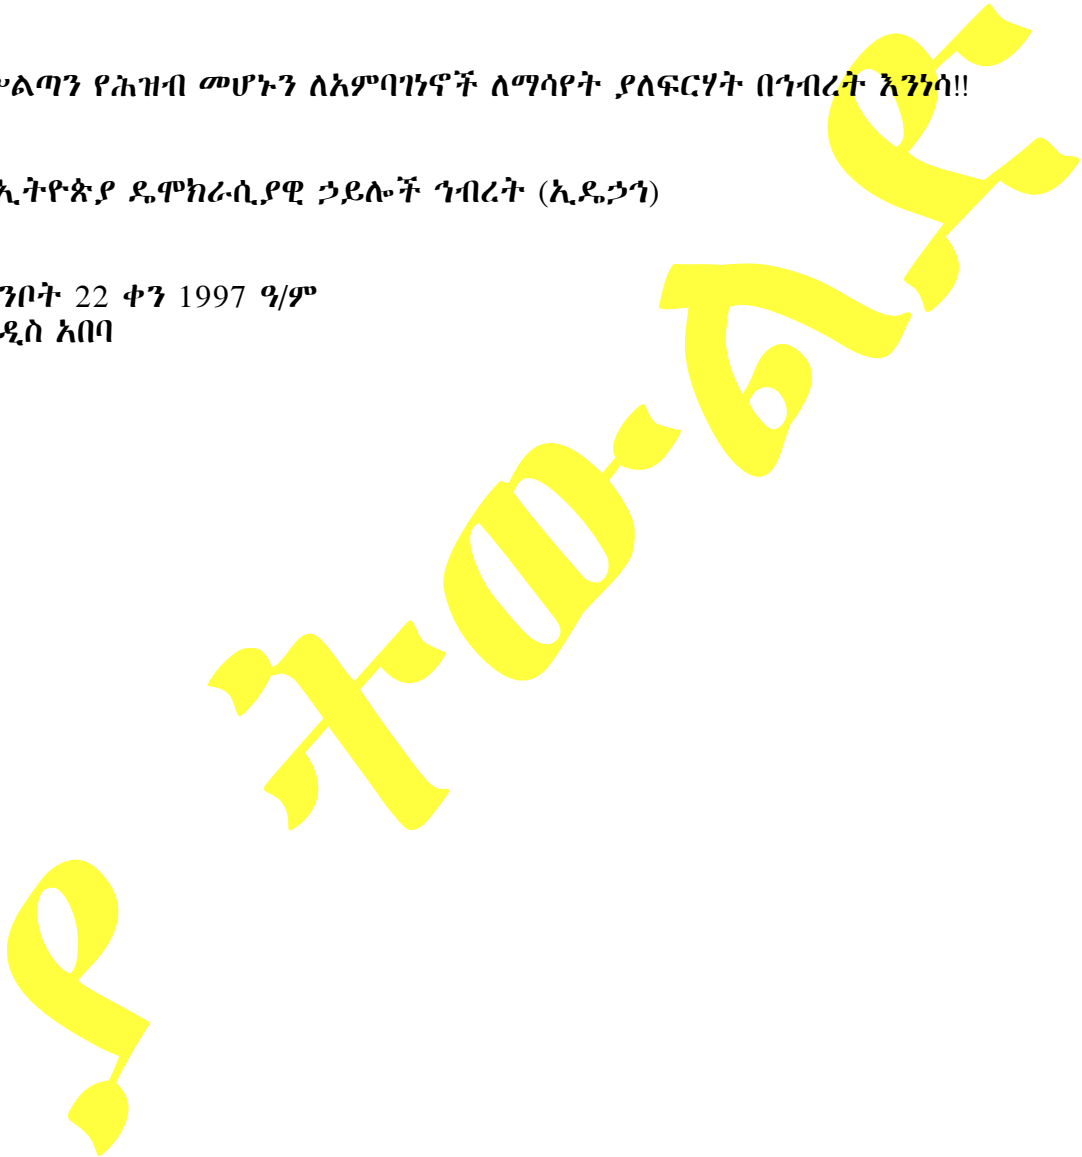 ልጣን የሕዝብ መሆኑን ለአምባገነኖች ለማሳየት ያለፍርሃት በኅብረት እንነሳ!!
ኢትዮጵያ ዴሞክራሲያዊ ኃይሎች ኅብረት (ኢዴኃኅ)
ንቦት 22 ቀን 1997 ዓ/ም
ዲስ አበባ
ትውልድ